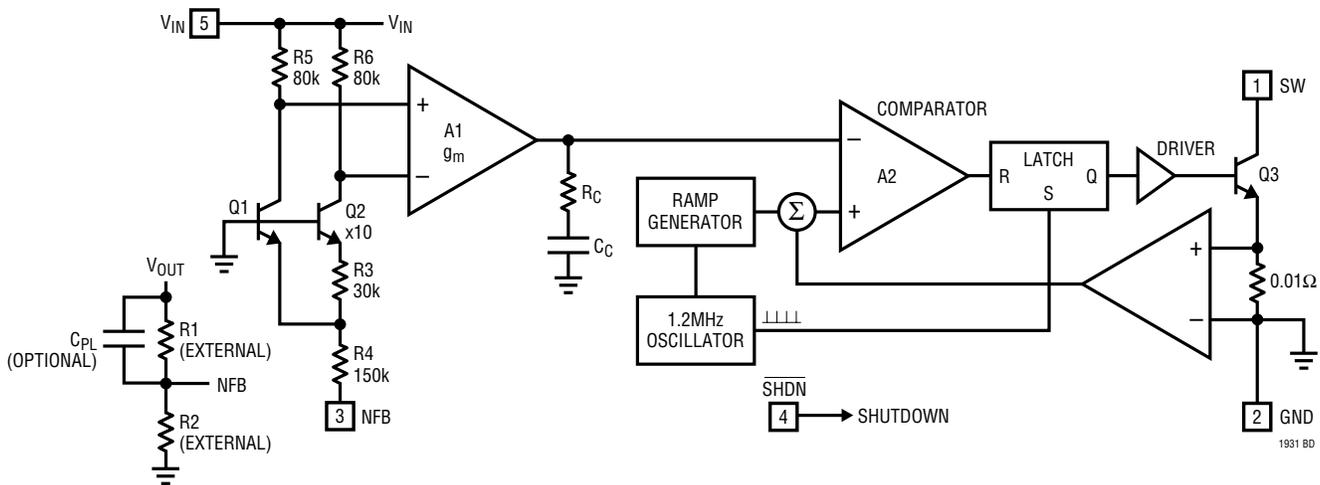 VIN 5 VIN
R5
80k
R6
80k
+
A1
gm
−
Q1
Q2
x10
R3
30k
R4
150k
3 NFB
VOUT
CPL
(OPTIONAL)
R1
(EXTERNAL)
NFB
R2
(EXTERNAL)
RC
CC
RAMP
GENERATOR
Σ
1.2MHz
OSCILLATOR
COMPARATOR
−
A2
+
LATCH
R S Q
DRIVER
1 SW
Q3
+
−
0.01Ω
SHDN
4 SHUTDOWN
2 GND
1931 BD